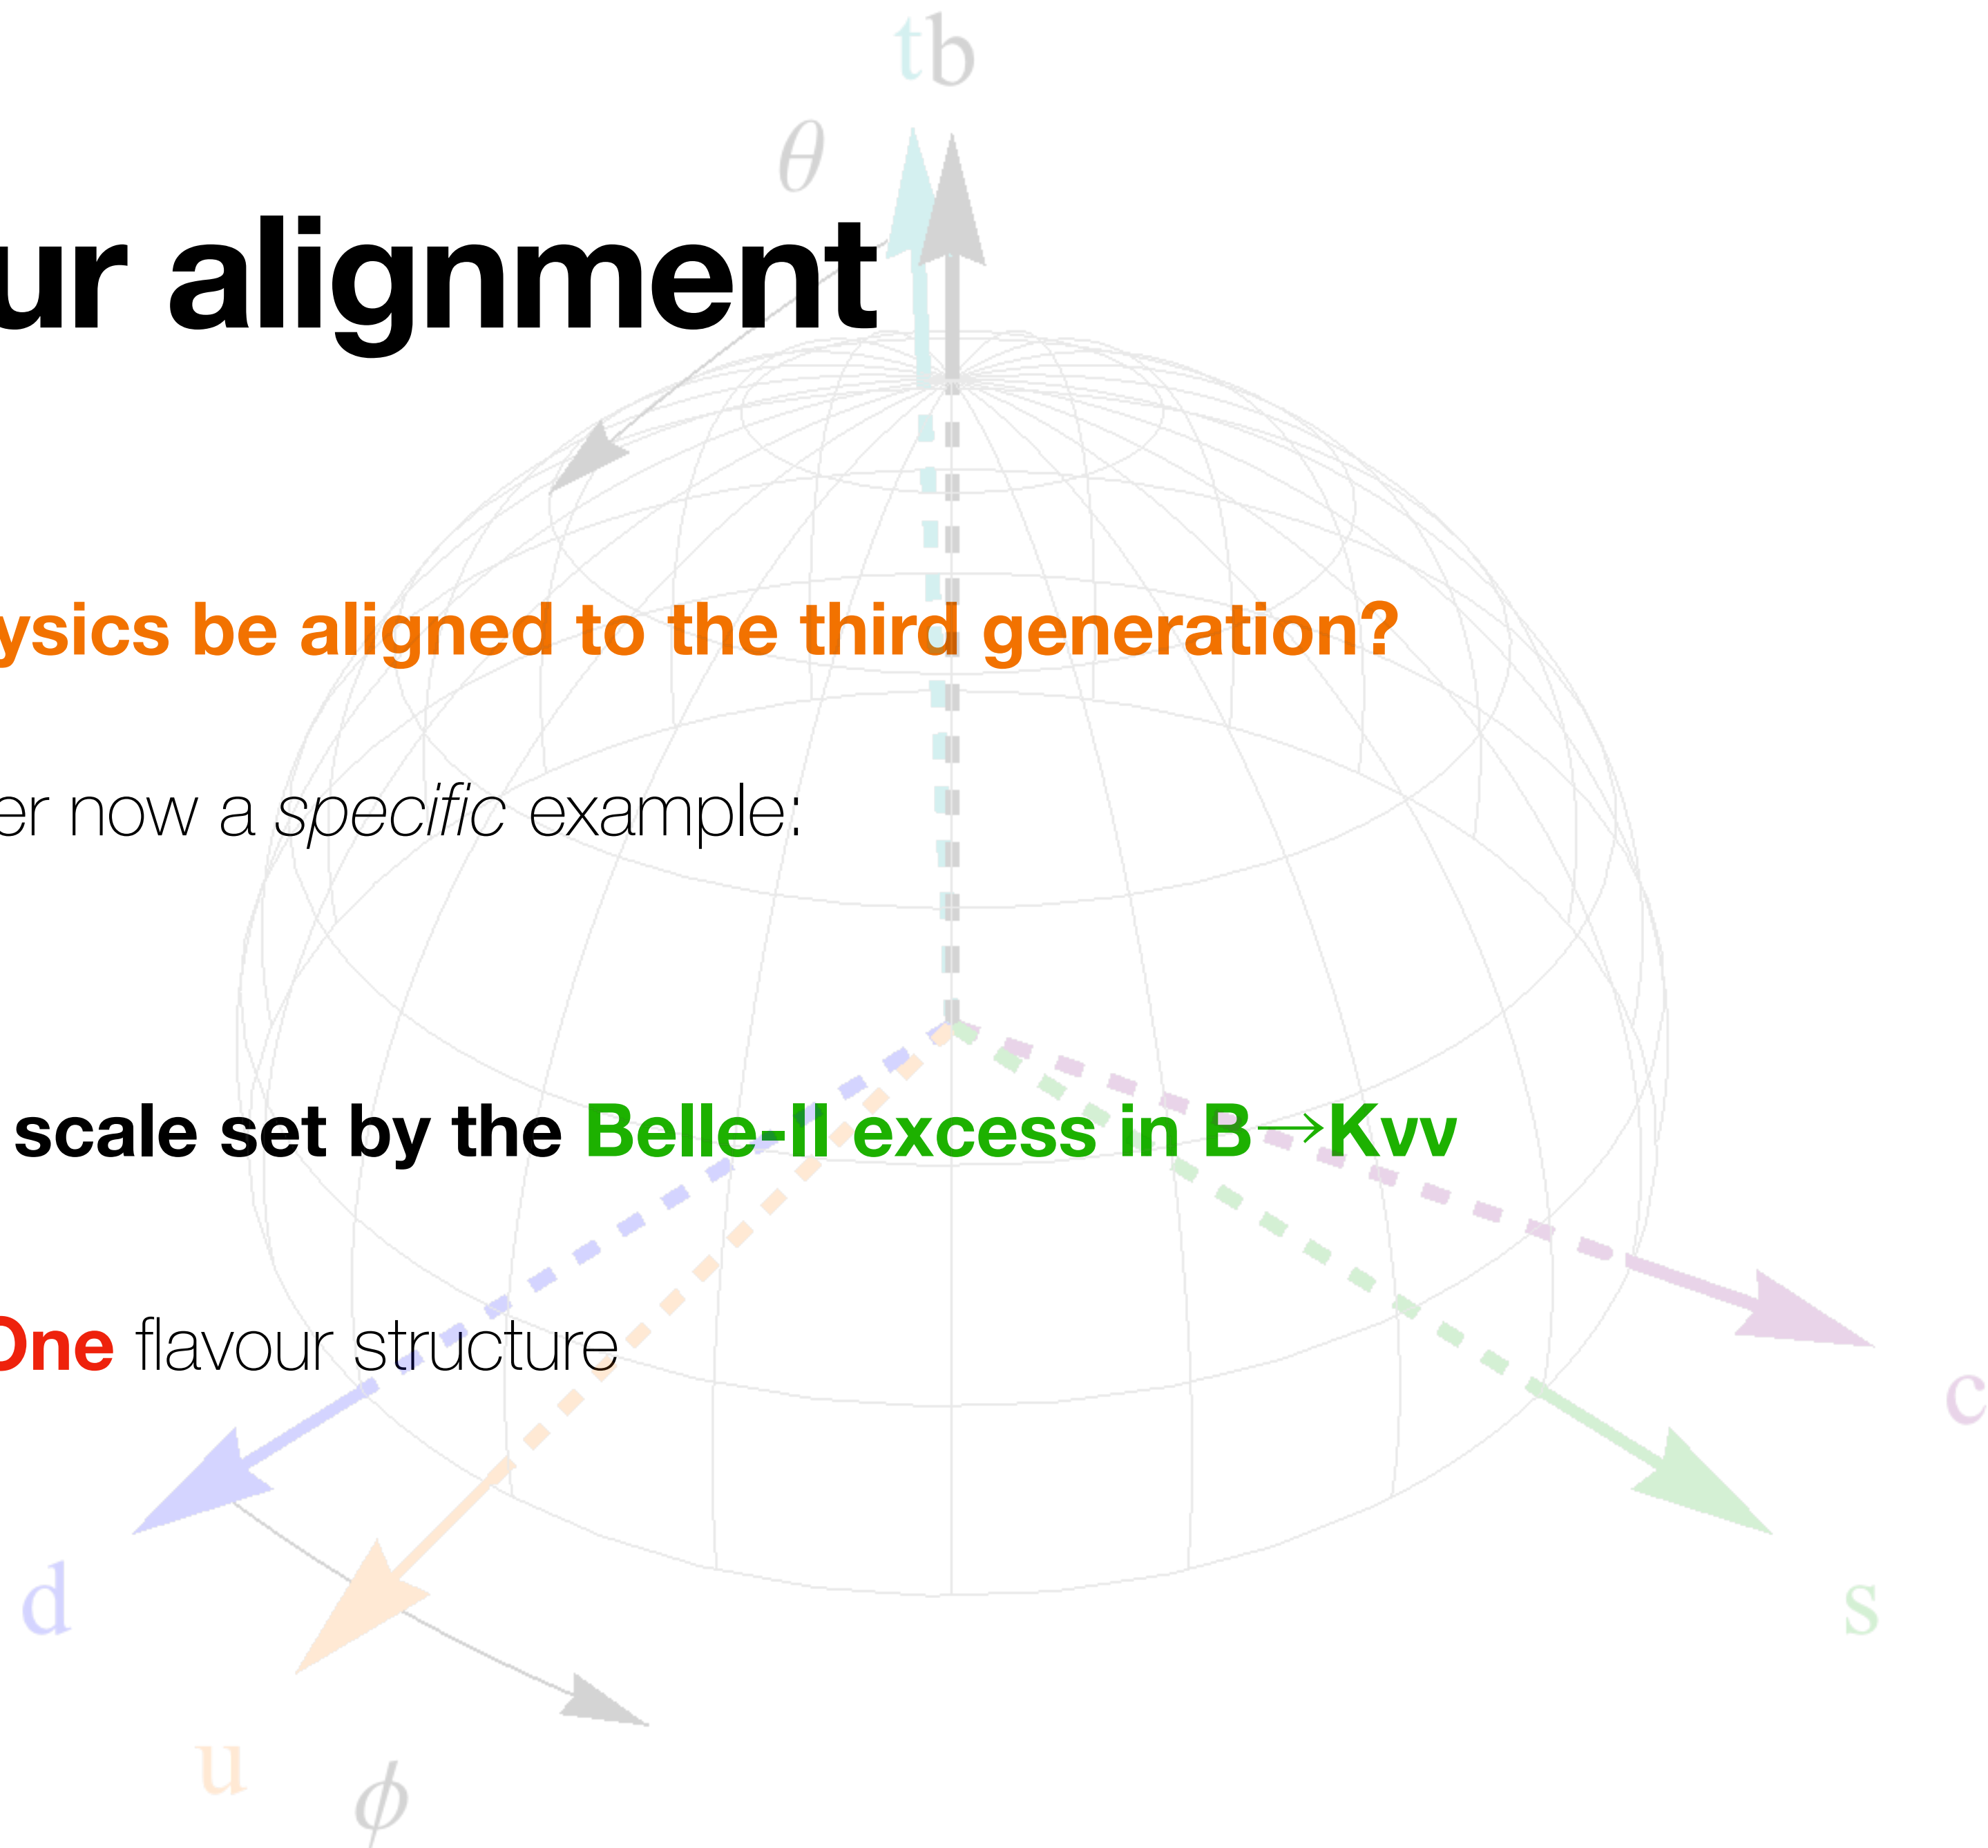 tb
θ
ur alignment
ysics be aligned to the third generation?
er now a specific example:
scale set by the Belle-II excess in B→Kνν
One flavour structure
c
d
s
u
ϕ